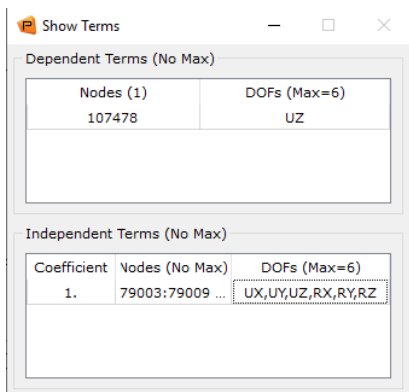 Show Terms
Dependent Terms (No Max)
Nodes (1) DOFs (Max=6)
107478 UZ
Independent Terms (No Max)
Coefficient Nodes (No Max) DOFs (Max=6)
1. 79003:79009 ... UX,UY,UZ,RX,RY,RZ